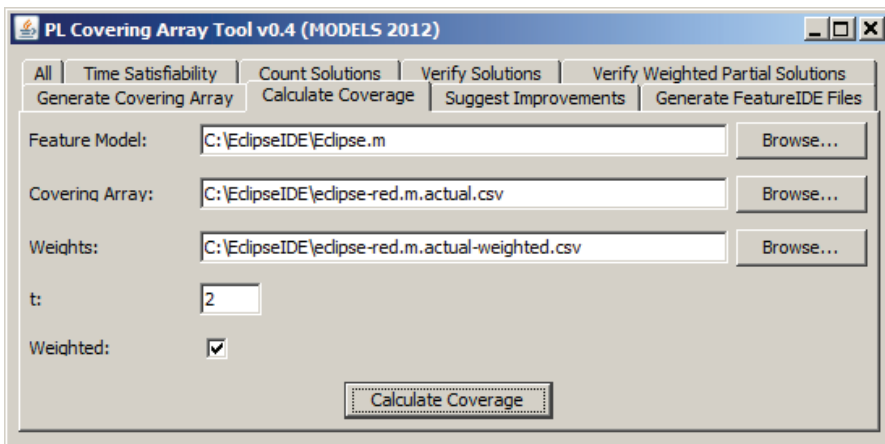 PL Covering Array Tool v0.4 (MODELS 2012)
All Time Satisfiability Count Solutions Verify Solutions Verify Weighted Partial Solutions
Generate Covering Array Calculate Coverage Suggest Improvements Generate FeatureIDE Files
Feature Model: C:\EclipseIDE\Eclipse.m Browse...
Covering Array: C:\EclipseIDE\eclipse-red.m.actual.csv Browse...
Weights: C:\EclipseIDE\eclipse-red.m.actual-weighted.csv Browse...
t: 2
Weighted:
Calculate Coverage